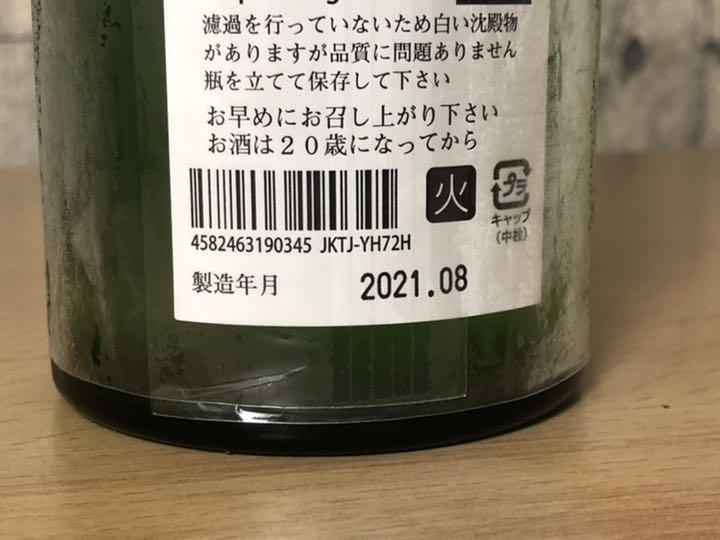 濾過を行っていないため白い沈殿物
がありますが品質に問題ありません
瓶を立てて保存して下さい
お早めにお召し上がり下さい
お酒は20歳になってから
火
プラ
キャップ
(中栓)
4582463190345 JKTJ-YH72H
製造年月 2021.08